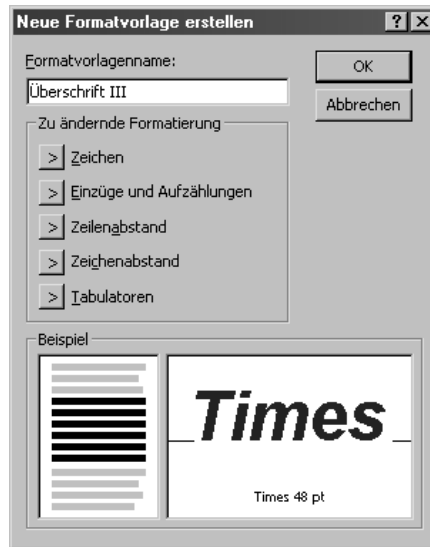 Neue Formatvorlage erstellen
Formatvorlagenname:
OK
Überschrift III
Abbrechen
Zu ändernde Formatierung
> Zeichen
> Einzüge und Aufzählungen
> Zeilenabstand
> Zeichenabstand
> Tabulatoren
Beispiel
Times
Times 48 pt